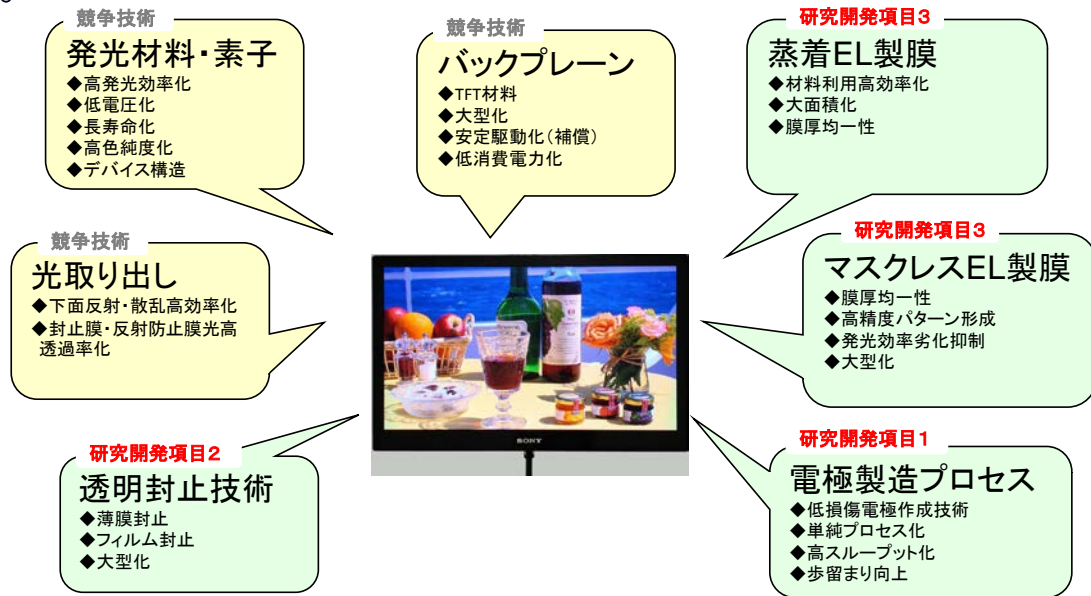 競争技術
発光材料・素子
◆高発光効率化
◆低電圧化
◆長寿命化
◆高色純度化
◆デバイス構造
競争技術
バックプレーン
◆TFT材料
◆大型化
◆安定駆動化(補償)
◆低消費電力化
研究開発項目3
蒸着EL製膜
◆材料利用高効率化
◆大面積化
◆膜厚均一性
競争技術
光取り出し
◆下面反射・散乱高効率化
◆封止膜・反射防止膜光高
透過率化
研究開発項目3
マスクレスEL製膜
◆膜厚均一性
◆高精度パターン形成
◆発光効率劣化抑制
◆大型化
SONY
研究開発項目2
透明封止技術
◆薄膜封止
◆フィルム封止
◆大型化
研究開発項目1
電極製造プロセス
◆低損傷電極作成技術
◆単純プロセス化
◆高スループット化
◆歩留まり向上